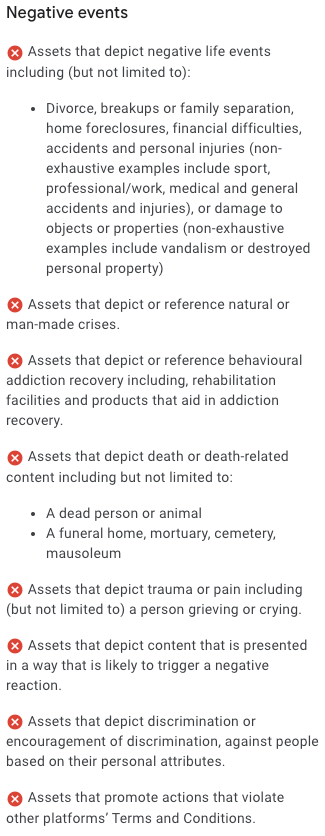 Negative events
Assets that depict negative life events
including (but not limited to):
• Divorce, breakups or family separation,
home foreclosures, financial difficulties,
accidents and personal injuries (non-
exhaustive examples include sport,
professional/work, medical and general
accidents and injuries), or damage to
objects or properties (non-exhaustive
examples include vandalism or destroyed
personal property)
Assets that depict or reference natural or
man-made crises.
Assets that depict or reference behavioural
addiction recovery including, rehabilitation
facilities and products that aid in addiction
recovery.
Assets that depict death or death-related
content including but not limited to:
• A dead person or animal
• A funeral home, mortuary, cemetery,
mausoleum
Assets that depict trauma or pain including
(but not limited to) a person grieving or crying.
Assets that depict content that is presented
in a way that is likely to trigger a negative
reaction.
Assets that depict discrimination or
encouragement of discrimination, against people
based on their personal attributes.
Assets that promote actions that violate
other platforms’ Terms and Conditions.